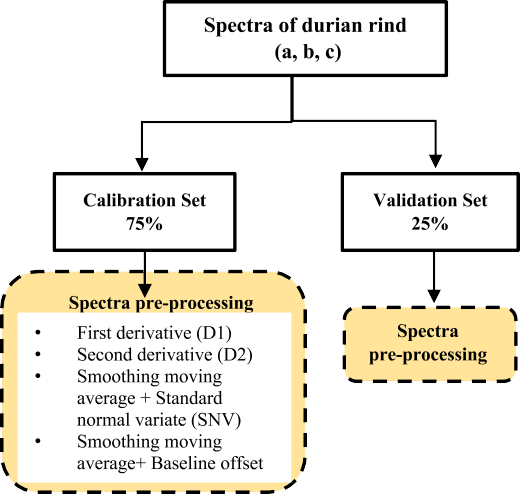 Spectra of durian rind
(a, b, c)
Calibration Set
75%
Validation Set
25%
Spectra pre-processing
• First derivative (D1)
• Second derivative (D2)
• Smoothing moving
average + Standard
normal variate (SNV)
• Smoothing moving
average+ Baseline offset
Spectra
pre-processing